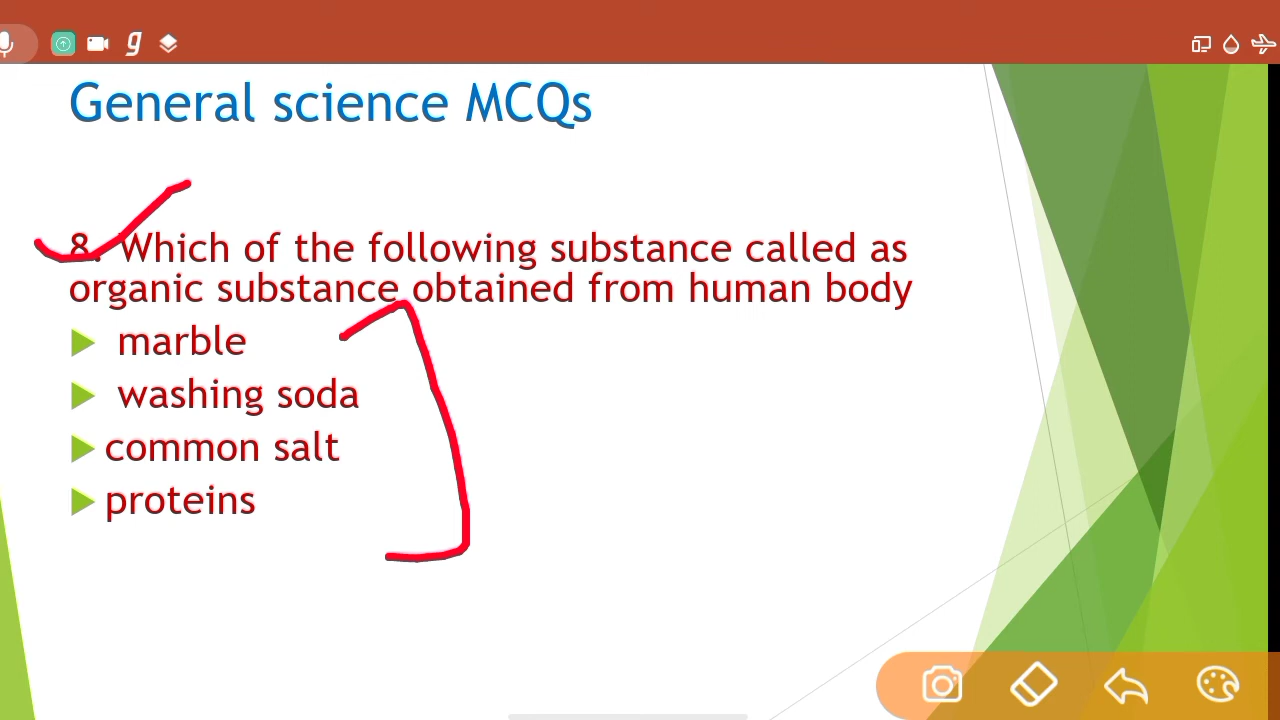 General science MCQs
8. Which of the following substance called as
organic substance obtained from human body
marble
washing soda
common salt
proteins